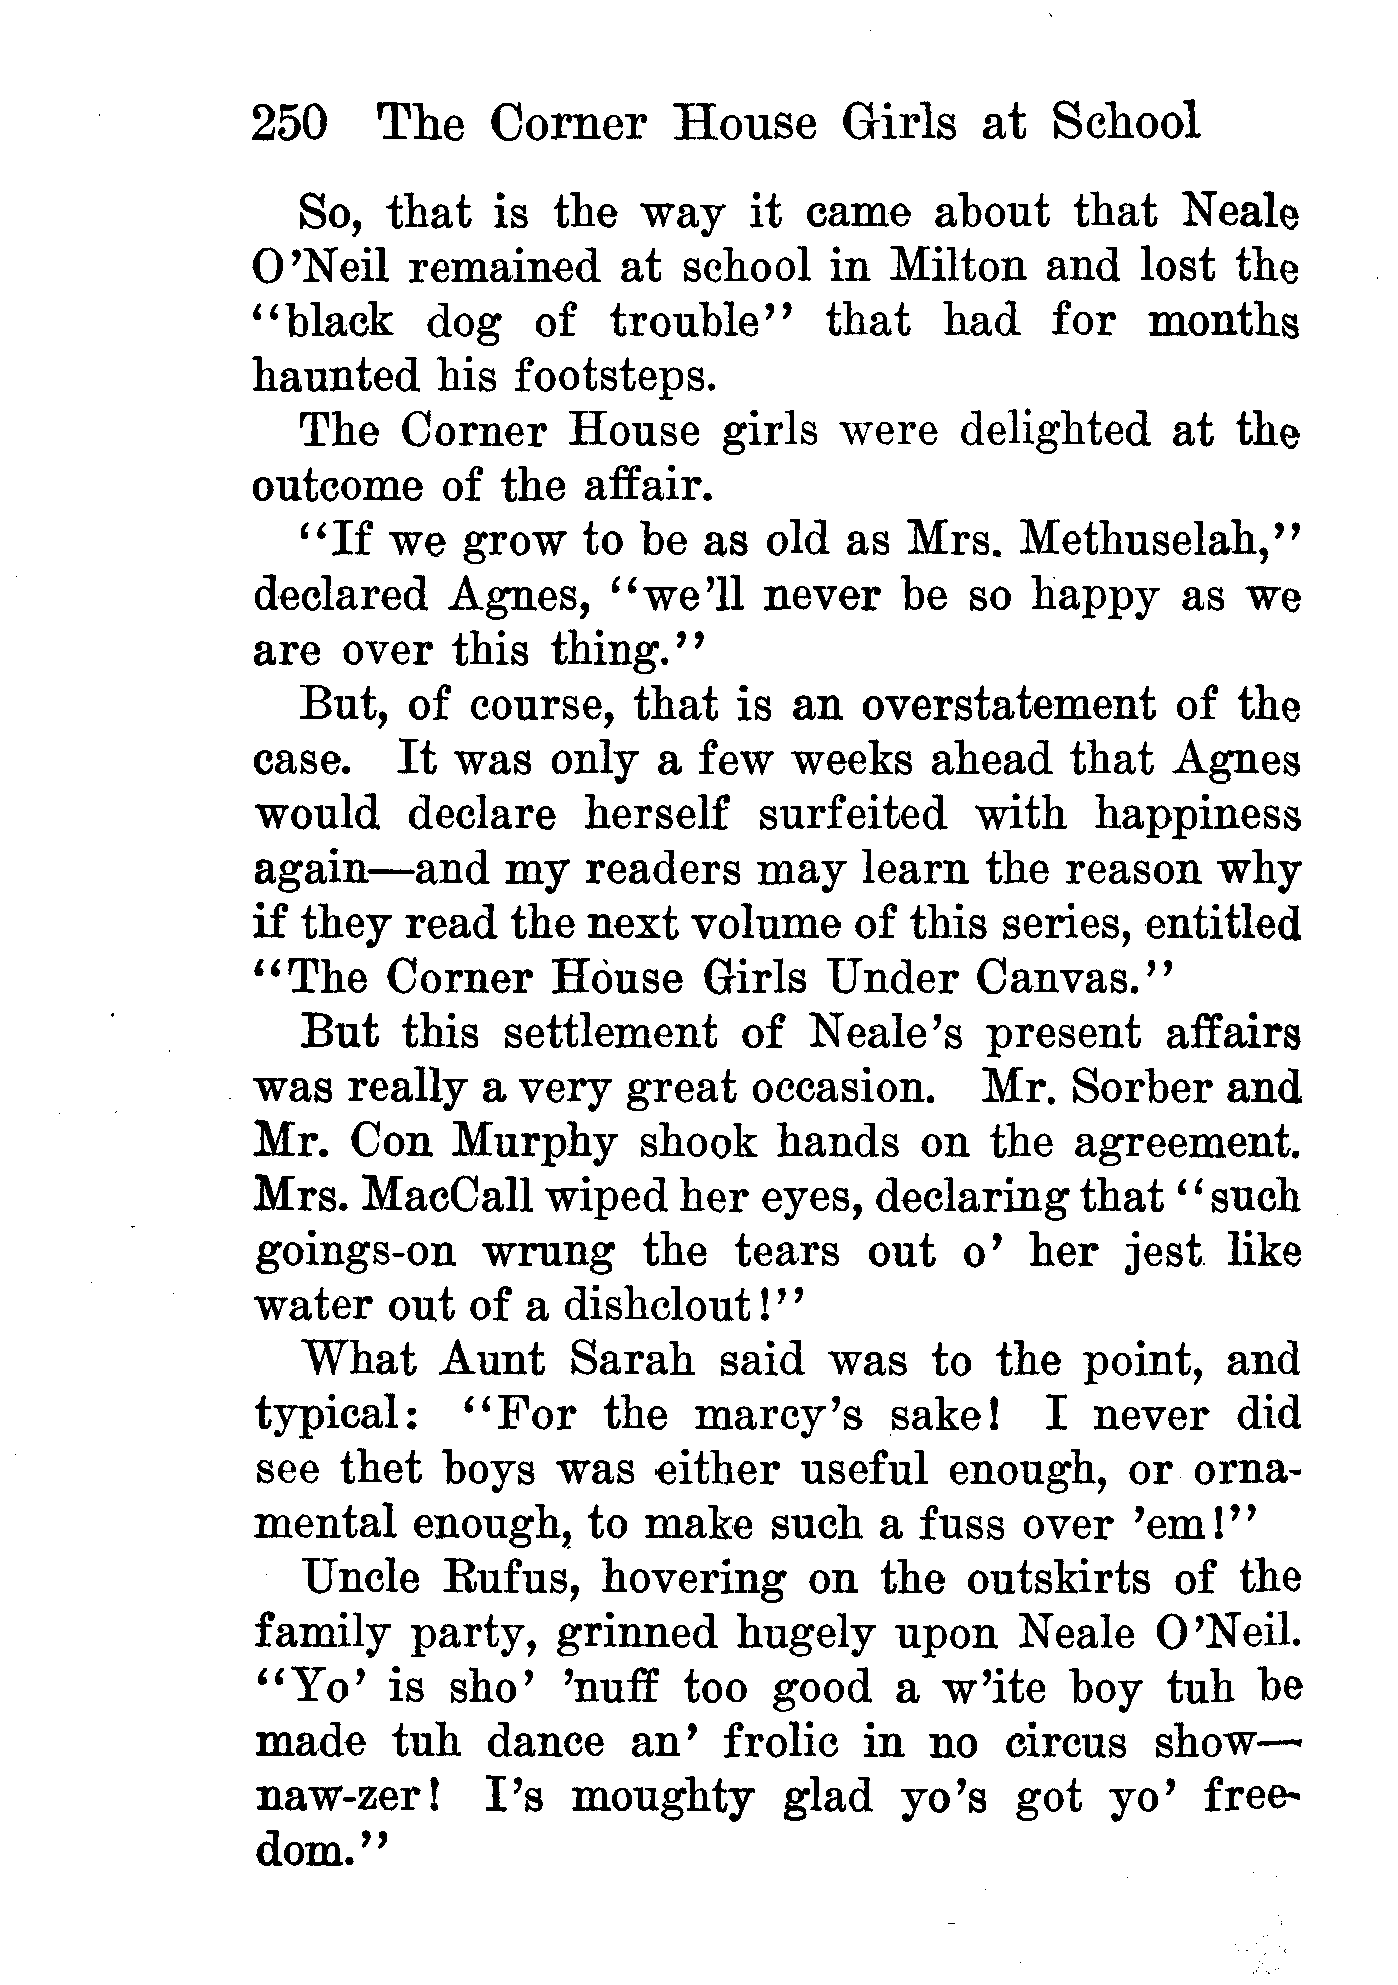 250 The Corner House Girls at School
So, that is the way it came about that Neale
O'Neil remained at school in Milton and lost the
"black dog of trouble" that had for months
haunted his footsteps.
The Corner House girls were delighted at the
outcome of the affair.
"If we grow to be as old as Mrs. Methuselah,"
declared Agnes, "we'll never be so happy as we
are over this thing."
But, of course, that is an overstatement of the
case. It was only a few weeks ahead that Agnes
would declare herself surfeited with happiness
again—and my readers may learn the reason why
if they read the next volume of this series, entitled
"The Corner House Girls Under Canvas."
But this settlement of Neale's present affairs
was really a very great occasion. Mr. Sorber and
Mr. Con Murphy shook hands on the agreement.
Mrs. MacCall wiped her eyes, declaring that "such
goings-on wrung the tears out o' her jest like
water out of a dishclout!"
What Aunt Sarah said was to the point, and
typical: "For the marcy's sake! I never did
see thet boys was either useful enough, or orna-
mental enough, to make such a fuss over 'em!"
Uncle Rufus, hovering on the outskirts of the
family party, grinned hugely upon Neale O'Neil.
"Yo' is sho' 'nuff too good a w'ite boy tuh be
made tuh dance an' frolic in no circus show—
naw-zer! I's moughty glad yo's got yo' free-
dom."